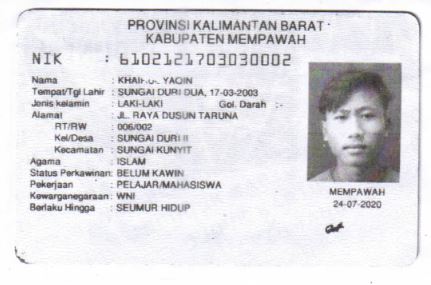 PROVINSI KALIMANTAN BARAT
KABUPATEN MEMPAWAH
NIK : 6102121703030002
Nama : YAQIN
Tempat/Tgl Lahir : SUNGAI DURI DUA, 17-03-2003
Jenis kelamin : LAKI-LAKI Gol. Darah :-
Alamat : JL. RAYA DUSUN TARUNA
RT/RW : 006/002
Kel/Desa : SUNGAI DURI II
Kecamatan : SUNGAI KUNYIT
Agama : ISLAM
Status Perkawinan: BELUM KAWIN
Pekerjaan : PELAJAR/MAHASISWA
Kewarganegaraan : WNI
Berlaku Hingga : SEUMUR HIDUP
MEMPAWAH
24-07-2020